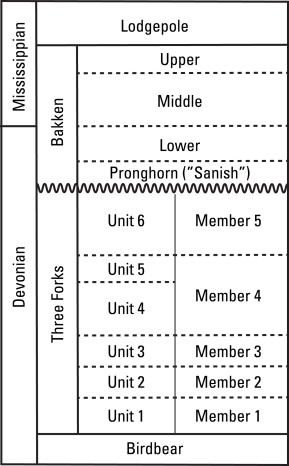 Mississippian
Devonian
Lodgepole
Bakken
Upper
Middle
Lower
Pronghorn ("Sanish")
Three Forks
Unit 6 Member 5
Unit 5
Unit 4 Member 4
Unit 3 Member 3
Unit 2 Member 2
Unit 1 Member 1
Birdbear